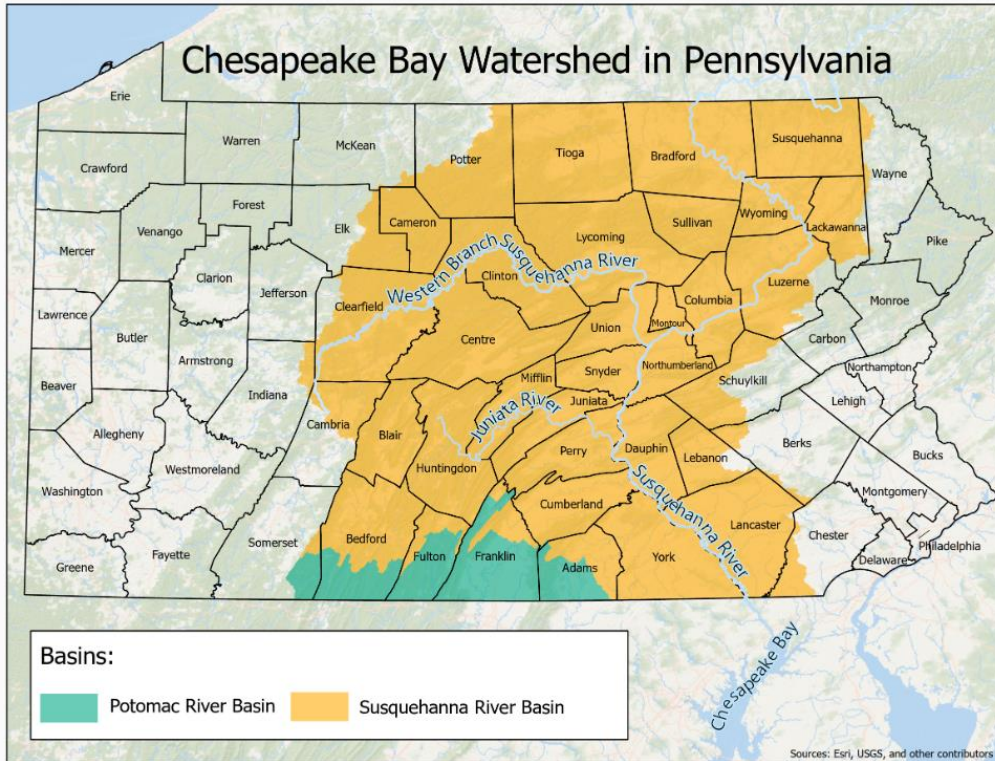 Chesapeake Bay Watershed in Pennsylvania
Erie
Warren
McKean
Potter
Tioga
Bradford
Susquehanna
Crawford
Wayne
Forest
Elk
Cameron
Sullivan
Wyoming
Lackawanna
Venango
Lycoming
Pike
Mercer
Clarion
Jefferson
Clearfield
Western Branch Susquehanna River
Clinton
Luzerne
Columbia
Monroe
Lawrence
Butler
Armstrong
Centre
Union
Montour
Carbon
Beaver
Indiana
Mifflin
Snyder
Northumberland
Schuylkill
Northampton
Lehigh
Allegheny
Cambria
Blair
Juniata River
Juniata
Huntingdon
Perry
Dauphin
Lebanon
Berks
Bucks
Westmoreland
Washington
Cumberland
Susquehanna River
Montgomery
Somerset
Bedford
Lancaster
Chester
Philadelphia
Greene
Fayette
Fulton
Franklin
Adams
York
Delaware
Chesapeake Bay
Basins:
Potomac River Basin
Susquehanna River Basin
Sources: Esri, USGS, and other contributors